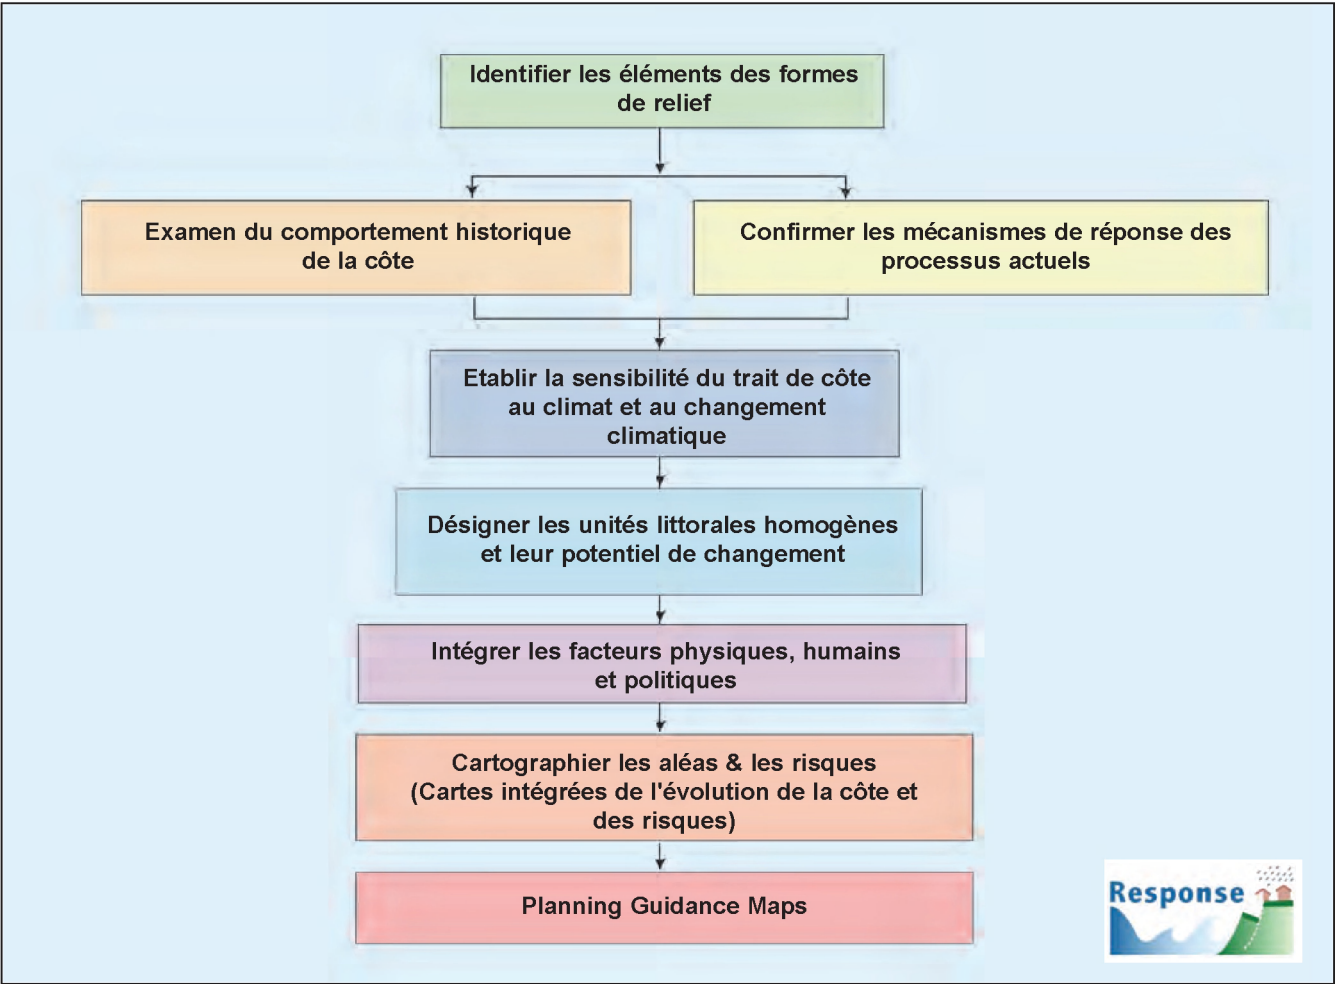 Identifier les éléments des formes
de relief
Examen du comportement historique
de la côte
Confirmer les mécanismes de réponse des
processus actuels
Etablir la sensibilité du trait de côte
au climat et au changement
climatique
Désigner les unités littorales homogènes
et leur potentiel de changement
Intégrer les facteurs physiques, humains
et politiques
Cartographier les aléas & les risques
(Cartes intégrées de l'évolution de la côte et
des risques)
Planning Guidance Maps
Response